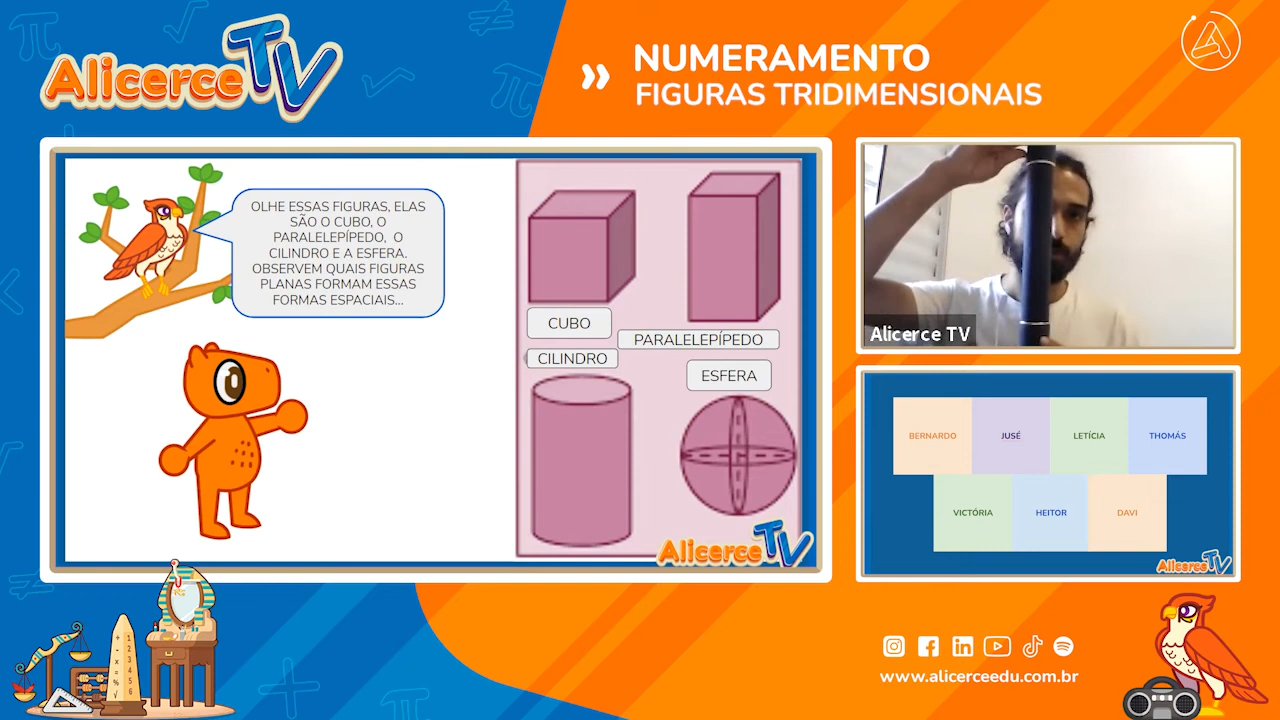 AlicerceTV
NUMERAMENTO
FIGURAS TRIDIMENSIONAIS
OLHE ESSAS FIGURAS, ELAS
SÃO O CUBO, O
PARALELEPÍPEDO,  O
CILINDRO E A ESFERA.
OBSERVEM QUAIS FIGURAS
PLANAS FORMAM ESSAS
FORMAS ESPACIAIS...
CUBO
PARALELEPÍPEDO
CILINDRO
ESFERA
AlicerceTV
Alicerce TV
BERNARDO
JUSÉ
LETÍCIA
THOMÁS
VICTÓRIA
HEITOR
DAVI
AlicerceTV
www.alicerceedu.com.br